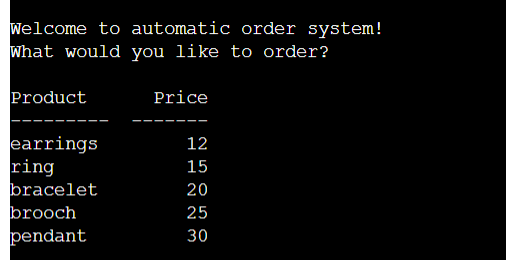 Welcome to automatic order system!
What would you like to order?
Product Price
--------- -------
earrings 12
ring 15
bracelet 20
brooch 25
pendant 30